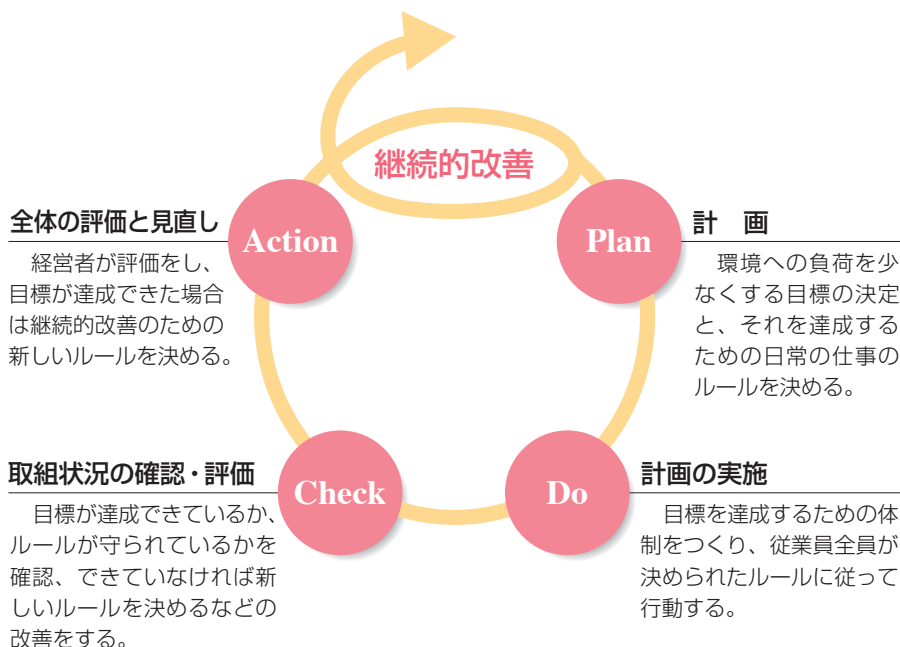 継続的改善
Plan
計　画
　環境への負荷を少
なくする目標の決定
と、それを達成する
ための日常の仕事の
ルールを決める。
Do
計画の実施
　目標を達成するための体
制をつくり、従業員全員が
決められたルールに従って
行動する。
Check
取組状況の確認・評価
　目標が達成できているか、
ルールが守られているかを
確認、できていなければ新
しいルールを決めるなどの
改善をする。
Action
全体の評価と見直し
　経営者が評価をし、
目標が達成できた場合
は継続的改善のための
新しいルールを決める。